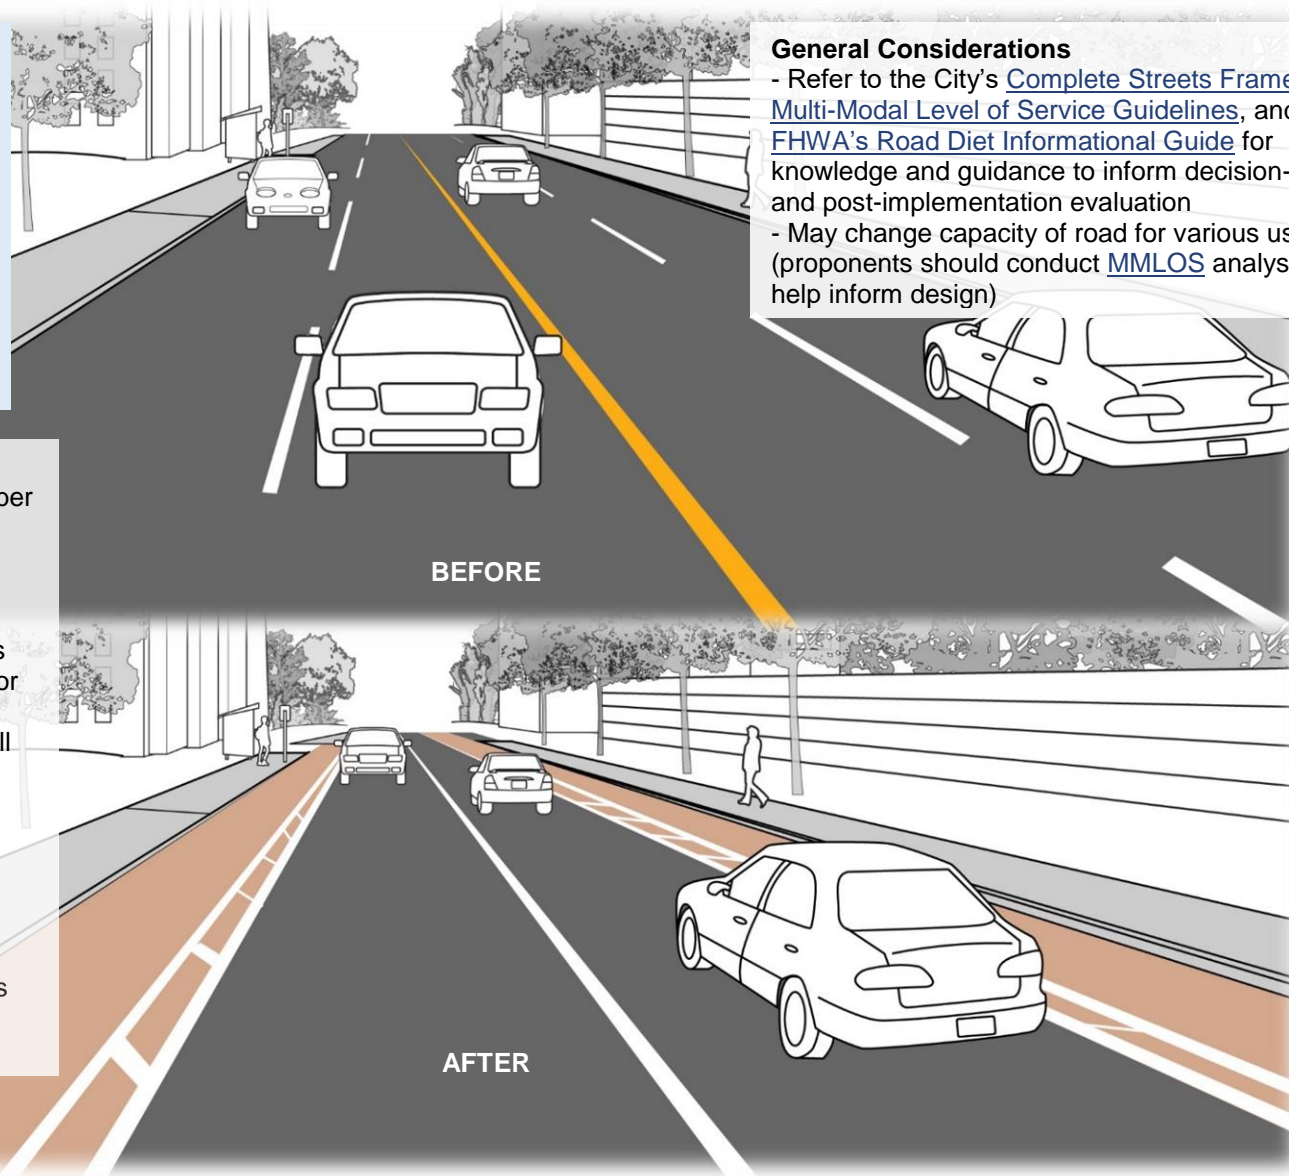 General Considerations
- Refer to the City's Complete Streets Frame
Multi-Modal Level of Service Guidelines, and
FHWA's Road Diet Informational Guide for
knowledge and guidance to inform decision-
and post-implementation evaluation
- May change capacity of road for various us
(proponents should conduct MMLOS analys
help inform design)
ber
s
or
ll
s
BEFORE
AFTER